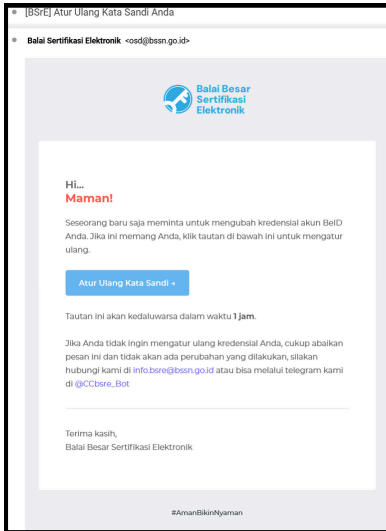 [BSrE] Atur Ulang Kata Sandi Anda
Balai Sertifikasi Elektronik <osd@bssn.go.id>
Balai Besar
Sertifikasi
Elektronik
Hi...
Maman!
Seseorang baru saja meminta untuk mengubah kredensial akun BeID
Anda. Jika ini memang Anda, klik tautan di bawah ini untuk mengatur
ulang.
Atur Ulang Kata Sandi →
Tautan ini akan kedaluwarsa dalam waktu 1 jam.
Jika Anda tidak ingin mengatur ulang kredensial Anda, cukup abaikan
pesan ini dan tidak akan ada perubahan yang dilakukan, silakan
hubungi kami di info.bsre@bssn.go.id atau bisa melalui telegram kami
di @CCbsre_Bot
Terima kasih,
Balai Besar Sertifikasi Elektronik
#AmanBikinNyaman